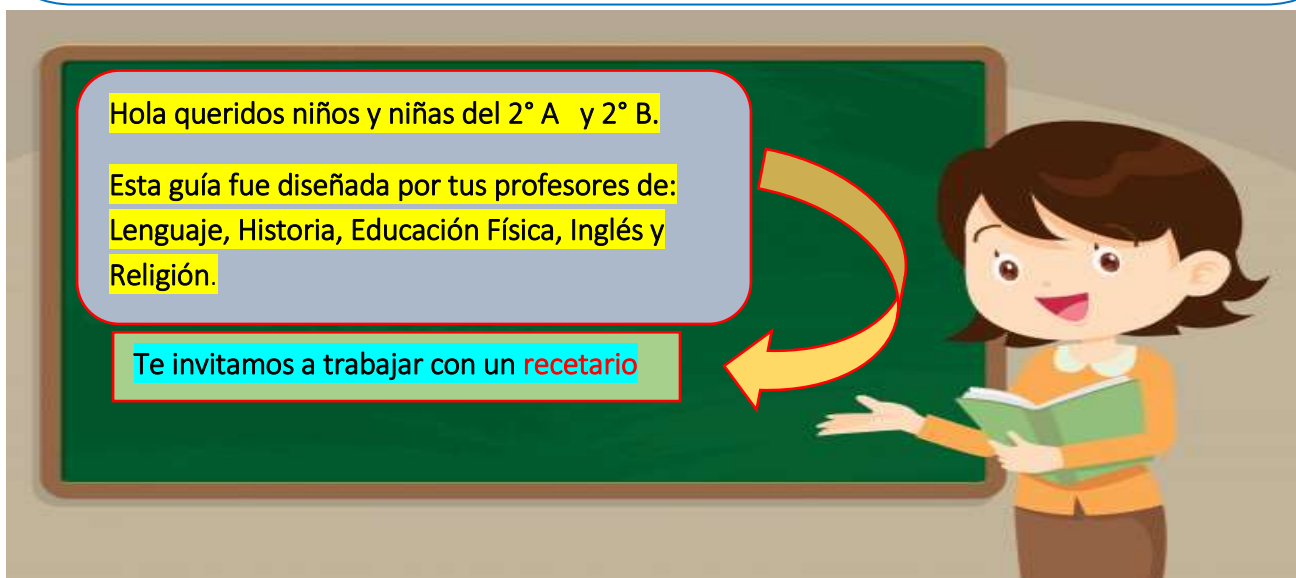 Hola queridos niños y niñas del 2° A   y 2° B.
Esta guía fue diseñada por tus profesores de:
Lenguaje, Historia, Educación Física, Inglés y
Religión.
Te invitamos a trabajar con un recetario